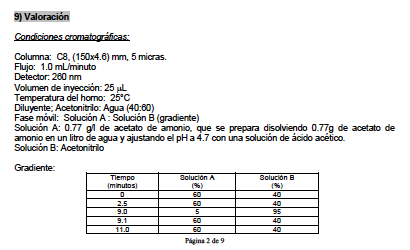 9) Valoración
Condiciones cromatográficas:
Columna: C8, (150x4.6) mm, 5 micras.
Flujo: 1.0 mL/minuto
Detector: 260 nm
Volumen de inyección: 25 µL
Temperatura del horno: 25°C
Diluyente; Acetonitrilo: Agua (40:60)
Fase móvil: Solución A : Solución B (gradiente)
Solución A: 0.77 g/l de acetato de amonio, que se prepara disolviendo 0.77g de acetato de
amonio en un litro de agua y ajustando el pH a 4.7 con una solución de ácido acético.
Solución B: Acetonitrilo
Gradiente:
Tiempo (minutos) Solución A (%) Solución B (%)
0 60 40
2.5 60 40
9.0 5 95
9.1 60 40
11.0 60 40
Página 2 de 9